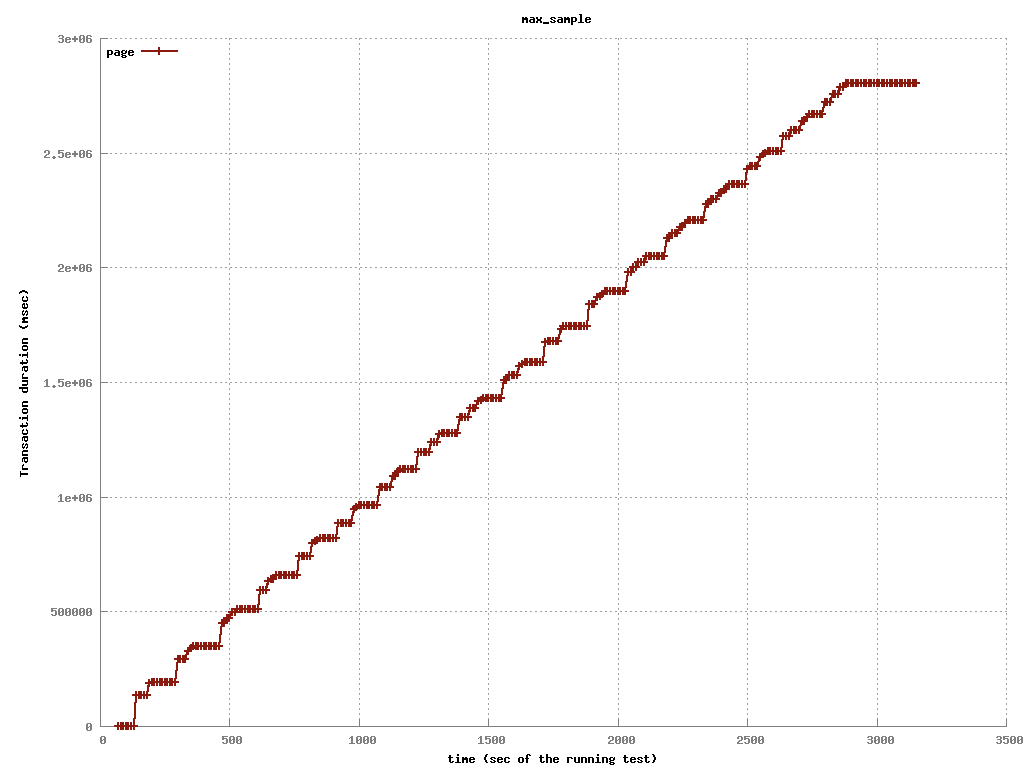 max_sample
3e+06
page
2.5e+06
2e+06
1.5e+06
1e+06
500000
0
Transaction duration (msec)
0 500 1000 1500 2000 2500 3000 3500
time (sec of the running test)